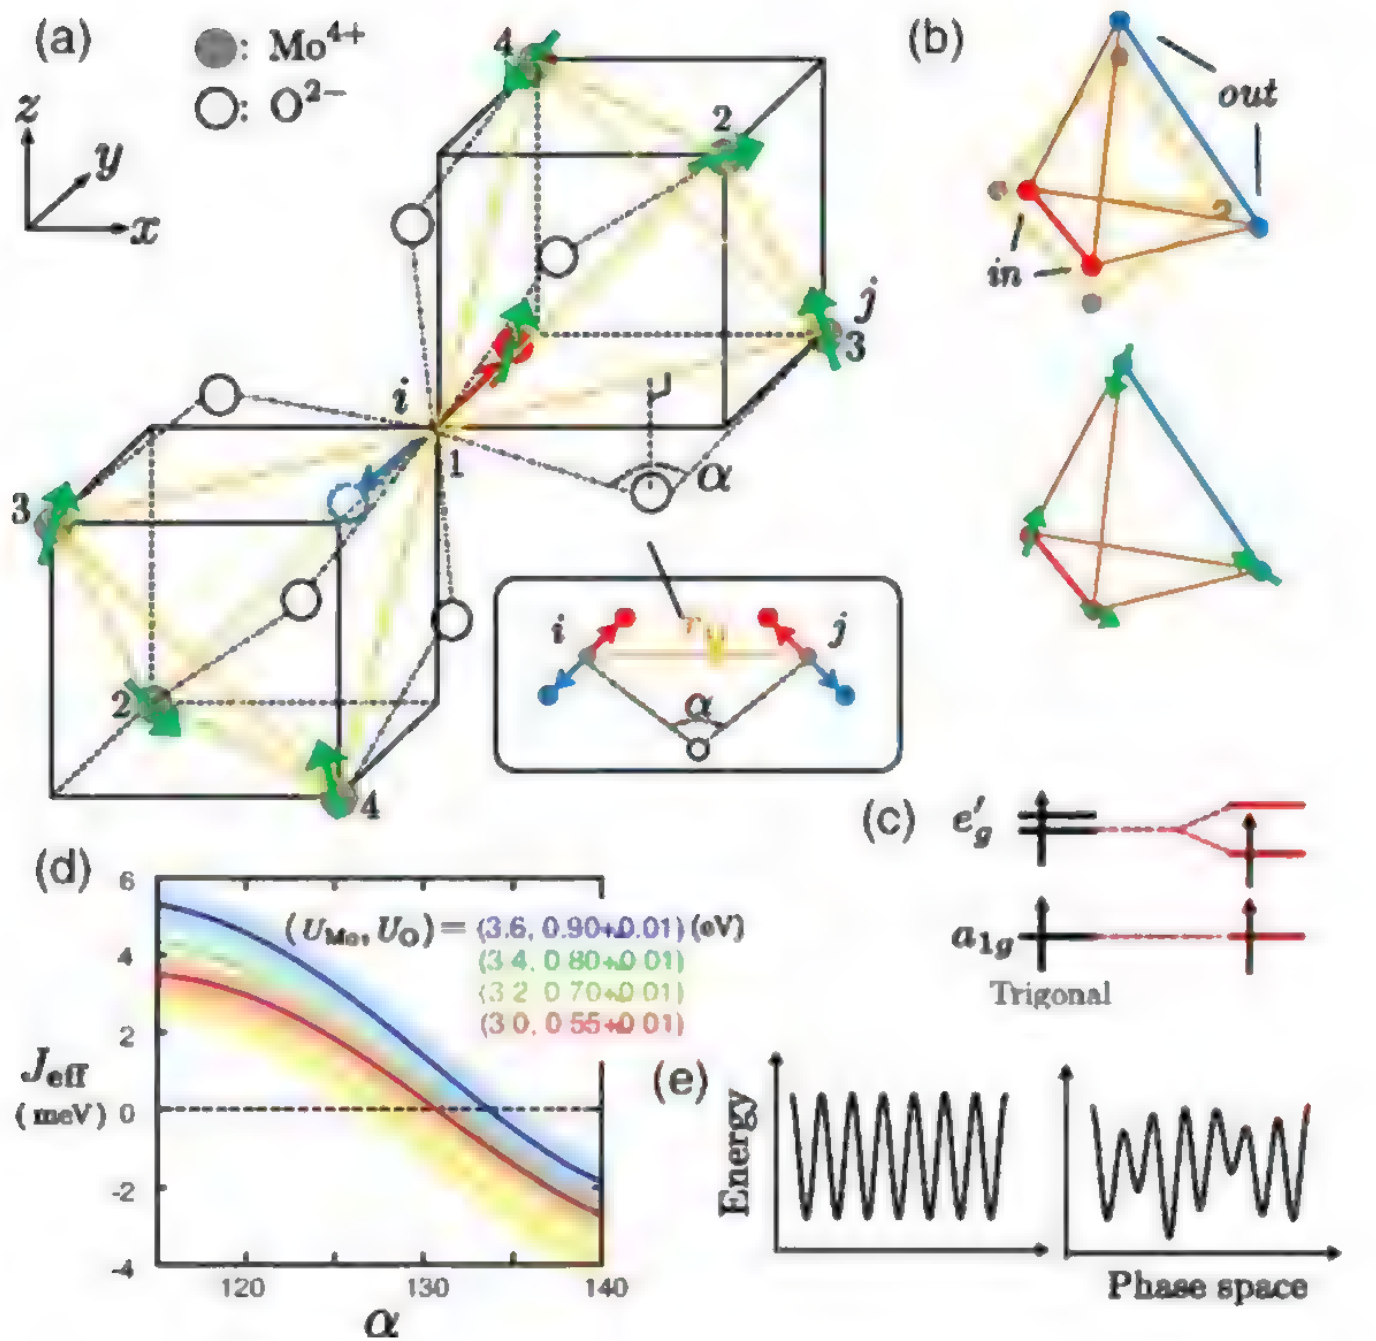 (a)
: Mo4+
: O2−
z
y
x
4
2
j
3
i
1
α
3
2
4
i
j
α
(b)
out
2
in
(c)
e′g
a1g
Trigonal
(d)
6
4
2
0
-2
-4
Jeff
(meV)
(UMo, UO) = (3.6, 0.90+0.01) (eV)
(3 4, 0 80+0 01)
(3 2 0 70+0 01)
(3 0, 0 55+0 01)
120
130
140
α
(e)
Energy
Phase space